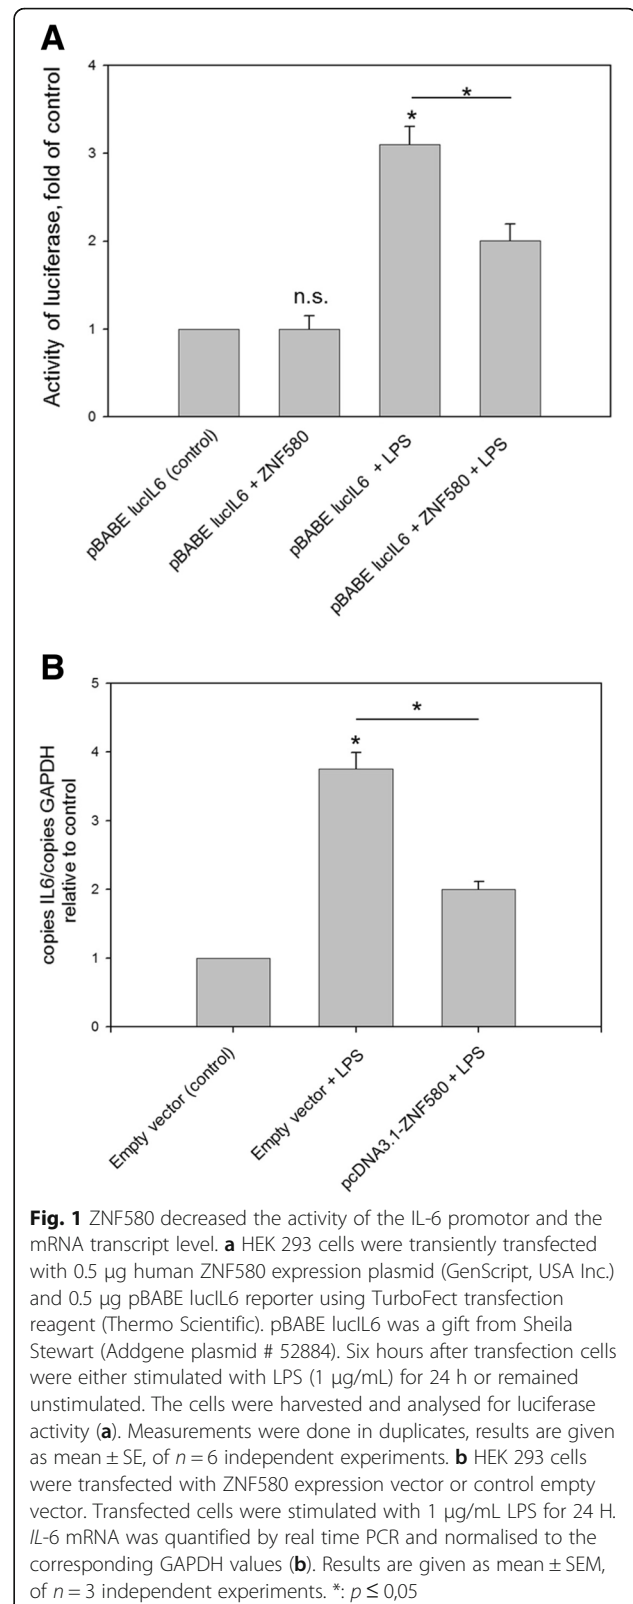 A
Activity of luciferase, fold of control
4
3
2
1
0
n.s.
*
*
pBABE lucIL6 (control)
pBABE lucIL6 + ZNF580
pBABE lucIL6 + LPS
pBABE lucIL6 + ZNF580 + LPS
B
copies IL6/copies GAPDH
relative to control
5
4
3
2
1
0
*
*
Empty vector (control)
Empty vector + LPS
pcDNA3.1-ZNF580 + LPS
Fig. 1 ZNF580 decreased the activity of the IL-6 promotor and the
mRNA transcript level. a HEK 293 cells were transiently transfected
with 0.5 μg human ZNF580 expression plasmid (GenScript, USA Inc.)
and 0.5 μg pBABE lucIL6 reporter using TurboFect transfection
reagent (Thermo Scientific). pBABE lucIL6 was a gift from Sheila
Stewart (Addgene plasmid # 52884). Six hours after transfection cells
were either stimulated with LPS (1 μg/mL) for 24 h or remained
unstimulated. The cells were harvested and analysed for luciferase
activity (a). Measurements were done in duplicates, results are given
as mean ± SE, of n = 6 independent experiments. b HEK 293 cells
were transfected with ZNF580 expression vector or control empty
vector. Transfected cells were stimulated with 1 μg/mL LPS for 24 H.
IL-6 mRNA was quantified by real time PCR and normalised to the
corresponding GAPDH values (b). Results are given as mean ± SEM,
of n = 3 independent experiments. *: p ≤ 0,05